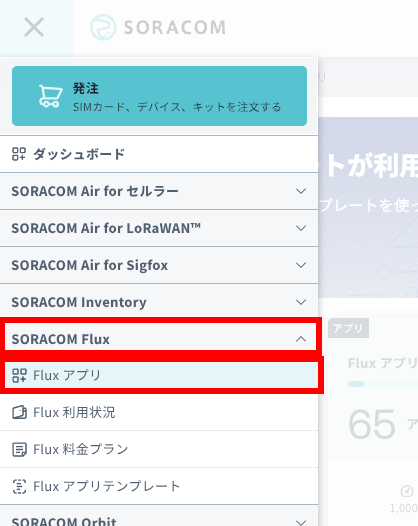 SORACOM
発注
SIMカード、デバイス、キットを注文する
ダッシュボード
SORACOM Air for セルラー
SORACOM Air for LoRaWAN™
SORACOM Air for Sigfox
SORACOM Inventory
SORACOM Flux
Flux アプリ
Flux 利用状況
Flux 料金プラン
Flux アプリテンプレート
SORACOM Orbit
リ
トが利用
プレートを使っ
アプリ
Flux アプリ
65 ア
1,000